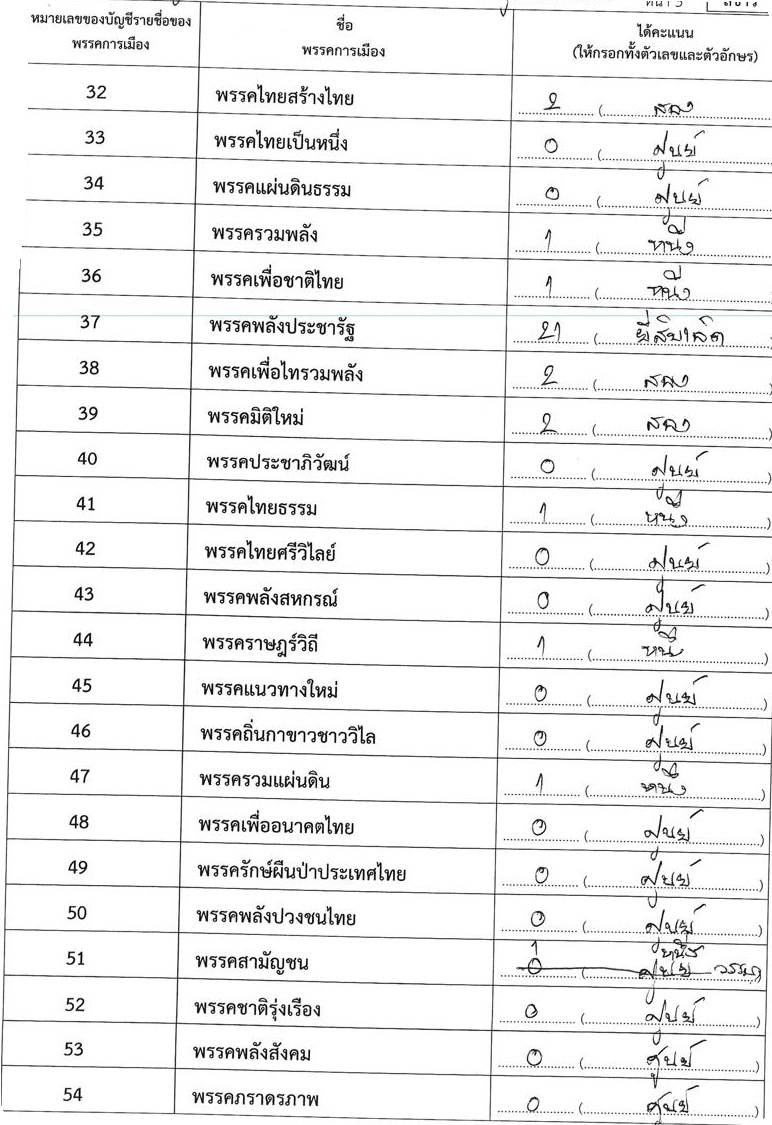 หมายเลขของบัญชีรายชื่อของ ชื่อ ได้คะแนน
พรรคการเมือง พรรคการเมือง (ให้กรอกทั้งตัวเลขและตัวอักษร)
32 พรรคไทยสร้างไทย 2 ( สอง
33 พรรคไทยเป็นหนึ่ง 0 ( ศูนย์
34 พรรคแผ่นดินธรรม 0 ( ศูนย์
35 พรรครวมพลัง 1 ( หนึ่ง
36 พรรคเพื่อชาติไทย 1 ( หนึ่ง
37 พรรคพลังประชารัฐ 21 ( ยี่สิบเอ็ด
38 พรรคเพื่อไทรวมพลัง 2 ( สอง )
39 พรรคมิติใหม่ 2 ( สอง )
40 พรรคประชาภิวัฒน์ 0 ( ศูนย์ )
41 พรรคไทยธรรม 1 ( หนึ่ง )
42 พรรคไทยศรีวิไลย์ 0 ( ศูนย์ )
43 พรรคพลังสหกรณ์ 0 ( ศูนย์ )
44 พรรคราษฎร์วิถี 1 ( หนึ่ง )
45 พรรคแนวทางใหม่ 0 ( ศูนย์ )
46 พรรคถิ่นกาขาวชาววิไล 0 ( ศูนย์ )
47 พรรครวมแผ่นดิน 1 ( หนึ่ง )
48 พรรคเพื่ออนาคตไทย 0 ( ศูนย์ )
49 พรรครักษ์ผืนป่าประเทศไทย 0 ( ศูนย์ )
50 พรรคพลังปวงชนไทย 0 ( ศูนย์ )
1 หนึ่ง
51 พรรคสามัญชน 0 ( ศูนย์ )
52 พรรคชาติรุ่งเรือง 0 ( ศูนย์ )
53 พรรคพลังสังคม 0 ( ศูนย์ )
54 พรรคภราดรภาพ 0 ( ศูนย์ )